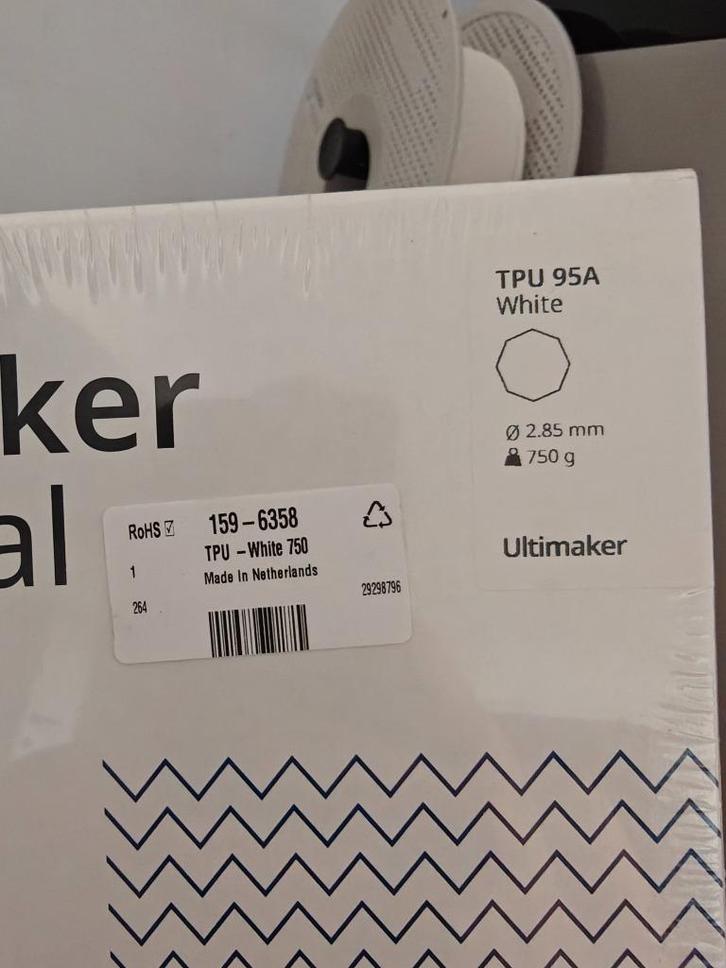 TPU 95A
White
Ø 2.85 mm
750 g
Ultimaker
ker
al
RoHS ☑
159-6358
TPU -White 750
1
Made In Netherlands
264
29298796